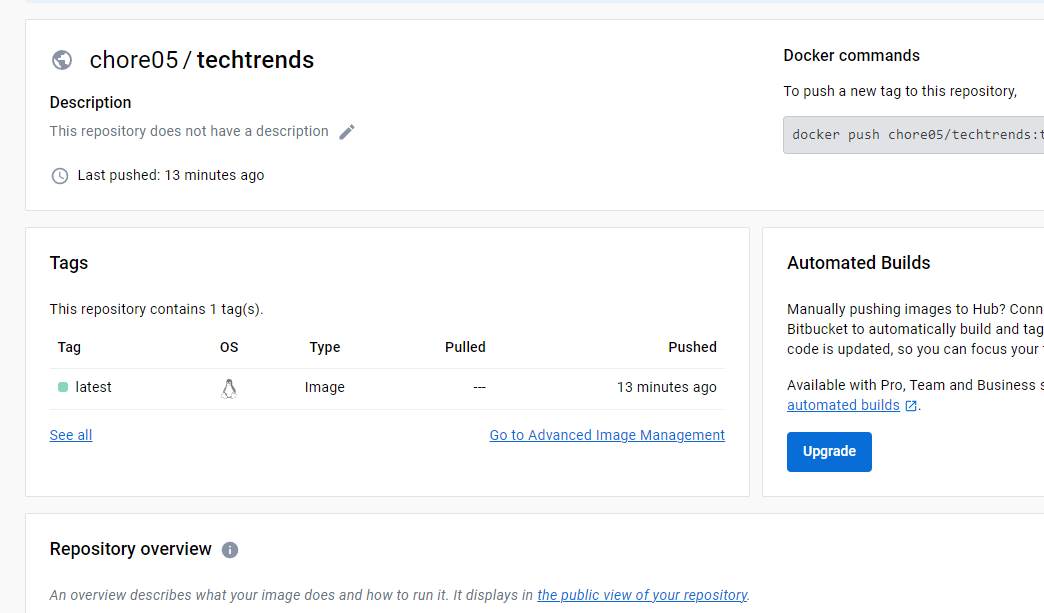 chore05 / techtrends
Description
This repository does not have a description
Last pushed: 13 minutes ago
Docker commands
To push a new tag to this repository,
docker push chore05/techtrends:t
Tags
This repository contains 1 tag(s).
Tag OS Type Pulled Pushed
latest Image --- 13 minutes ago
See all Go to Advanced Image Management
Automated Builds
Manually pushing images to Hub? Conn
Bitbucket to automatically build and tag
code is updated, so you can focus your
Available with Pro, Team and Business s
automated builds .
Upgrade
Repository overview
An overview describes what your image does and how to run it. It displays in the public view of your repository.